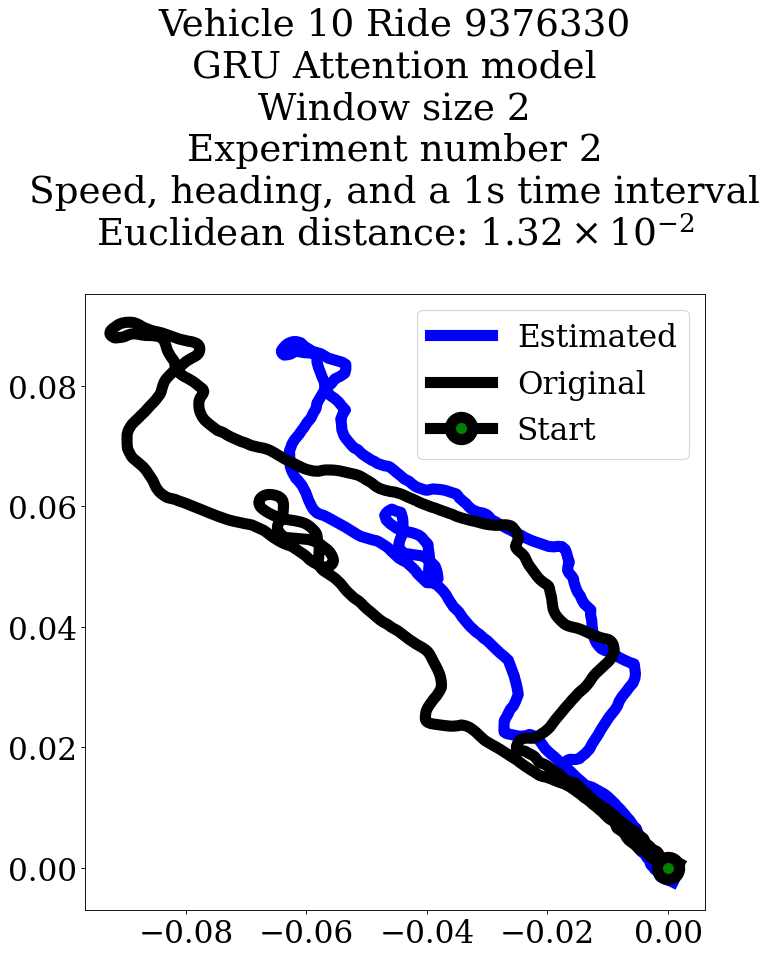 Vehicle 10 Ride 9376330
GRU Attention model
Window size 2
Experiment number 2
Speed, heading, and a 1s time interval
Euclidean distance: 1.32 × 10⁻²
Estimated
Original
Start
0.08
0.06
0.04
0.02
0.00
−0.08 −0.06 −0.04 −0.02 0.00